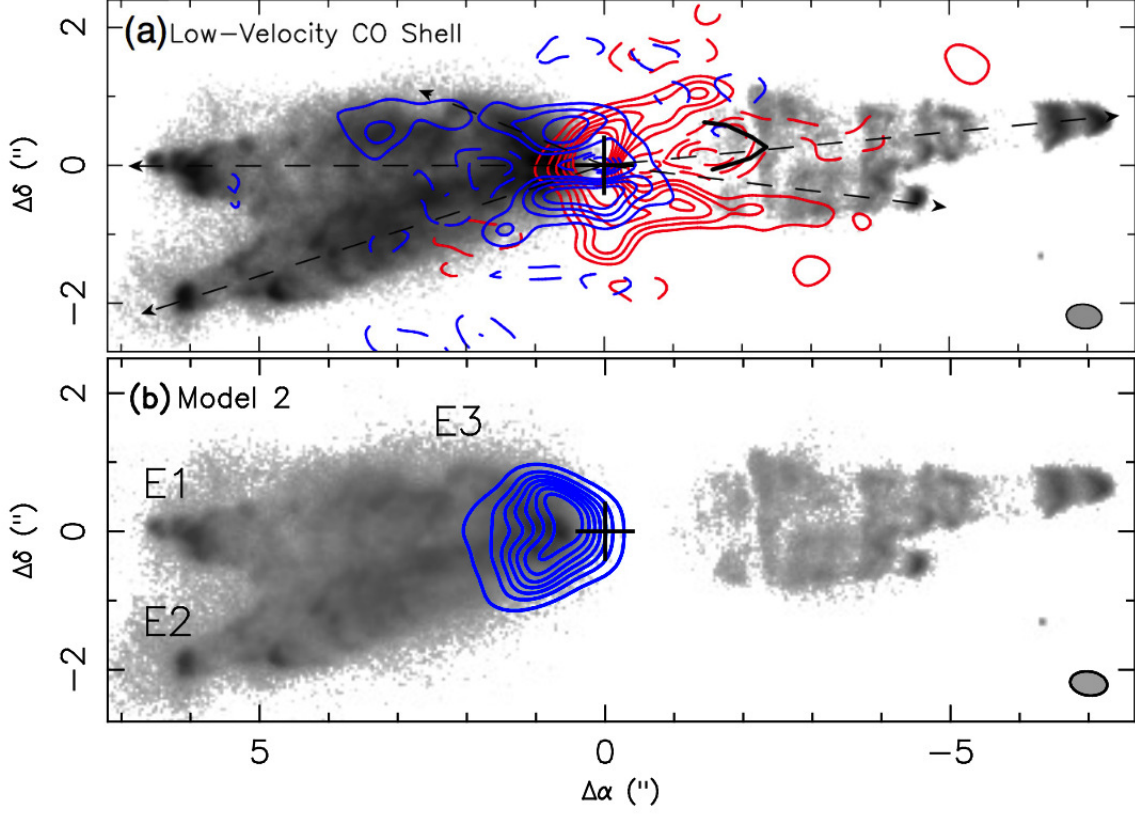 (a) Low-Velocity CO Shell
2
0
−2
Δδ (")
(b) Model 2
E3
E1
E2
2
0
−2
Δδ (")
5 0 −5
Δα (")